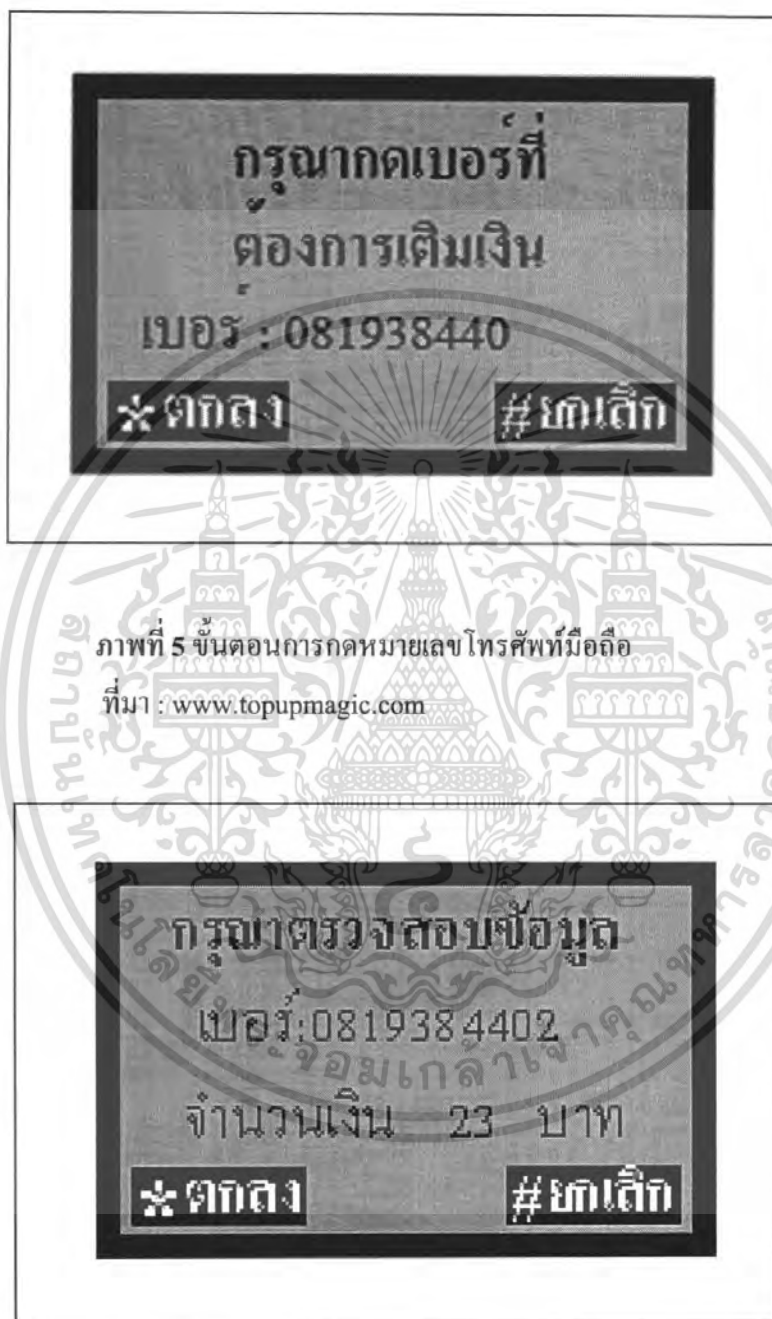 กรุณากดเบอร์ที่
ต้องการเติมเงิน
เบอร์ : 081938440
*ตกลง #ยกเลิก
ภาพที่ 5 ขั้นตอนการกดหมายเลขโทรศัพท์มือถือ
ที่มา : www.topupmagic.com
กรุณาตรวจสอบข้อมูล
เบอร์:0819384402
จำนวนเงิน 23 บาท
*ตกลง #ยกเลิก